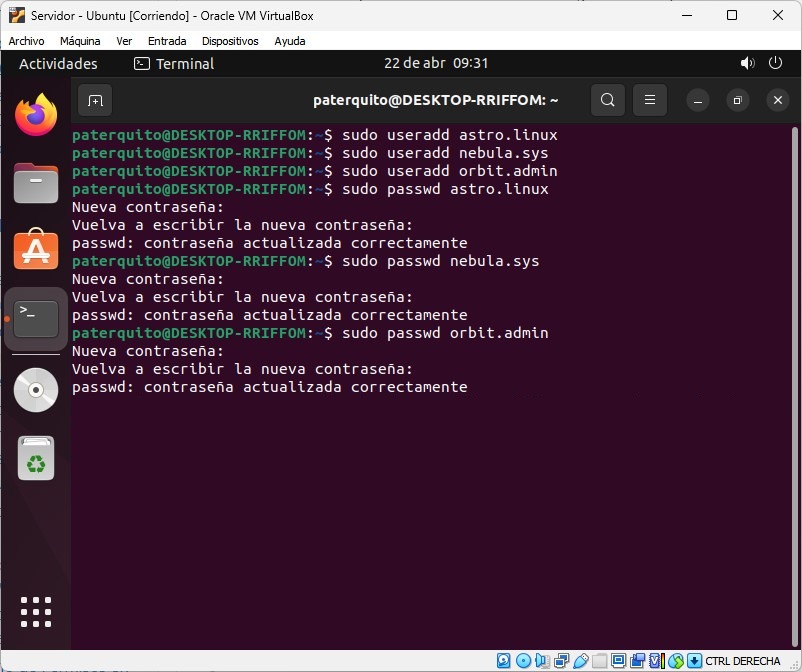 Servidor - Ubuntu [Corriendo] - Oracle VM VirtualBox
Archivo Máquina Ver Entrada Dispositivos Ayuda
Actividades Terminal 22 de abr 09:31
paterquito@DESKTOP-RRIFFOM: ~
paterquito@DESKTOP-RRIFFOM:~$ sudo useradd astro.linux
paterquito@DESKTOP-RRIFFOM:~$ sudo useradd nebula.sys
paterquito@DESKTOP-RRIFFOM:~$ sudo useradd orbit.admin
paterquito@DESKTOP-RRIFFOM:~$ sudo passwd astro.linux
Nueva contraseña:
Vuelva a escribir la nueva contraseña:
passwd: contraseña actualizada correctamente
paterquito@DESKTOP-RRIFFOM:~$ sudo passwd nebula.sys
Nueva contraseña:
Vuelva a escribir la nueva contraseña:
passwd: contraseña actualizada correctamente
paterquito@DESKTOP-RRIFFOM:~$ sudo passwd orbit.admin
Nueva contraseña:
Vuelva a escribir la nueva contraseña:
passwd: contraseña actualizada correctamente
CTRL DERECHA